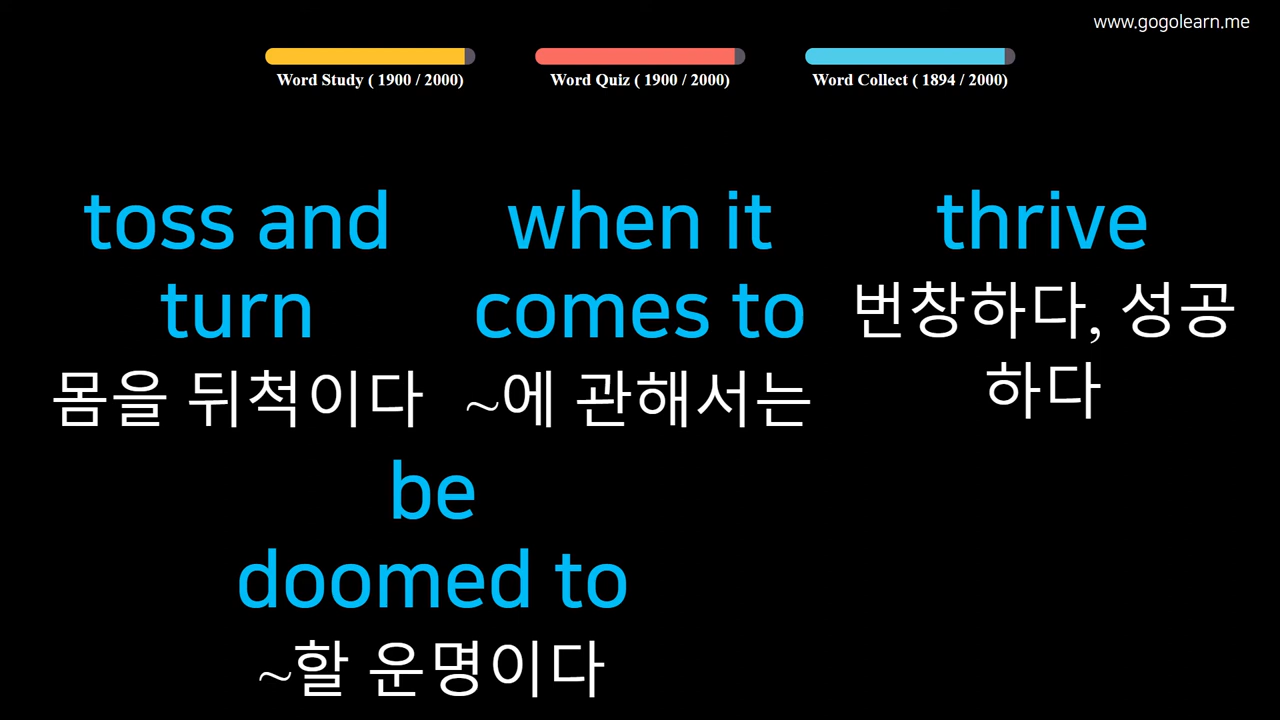 www.gogolearn.me
Word Study ( 1900 / 2000)
Word Quiz ( 1900 / 2000)
Word Collect ( 1894 / 2000)
toss and
turn
몸을 뒤척이다
when it
comes to
~에 관해서는
thrive
번창하다, 성공
하다
be
doomed to
~할 운명이다